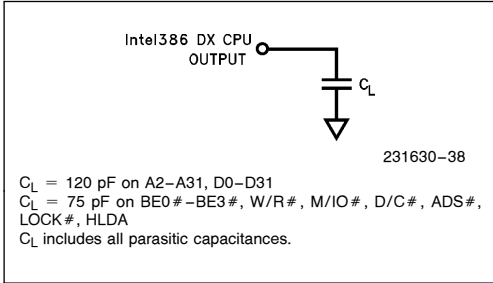 Intel386 DX CPU
OUTPUT
CL
231630-38
CL = 120 pF on A2–A31, D0–D31
CL = 75 pF on BE0#–BE3#, W/R#, M/IO#, D/C#, ADS#,
LOCK#, HLDA
CL includes all parasitic capacitances.